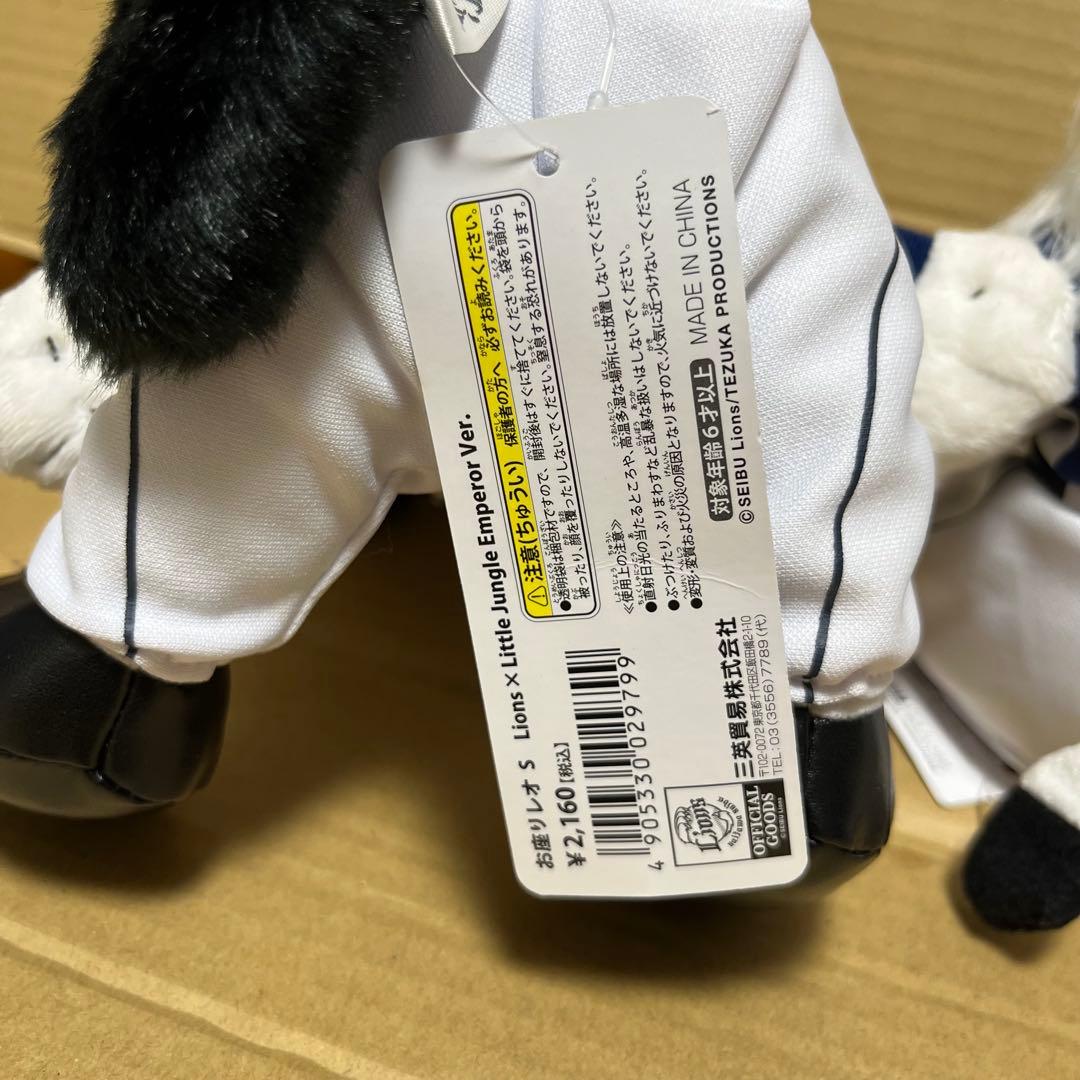 お座りレオ S Lions×Little Jungle Emperor Ver.
¥2,160[税込]
4 905330 029799
⚠注意(ちゅうい) 保護者の方へ 必ずお読みください。
●透明袋は梱包材ですので、開封後はすぐに捨ててください。袋を頭から
被ったり、顔を覆ったりしないでください。窒息する恐れがあります。
≪使用上の注意≫
●直射日光の当たるところや、高温多湿な場所には放置しないでください。
●ぶつけたり、ふりまわすなど乱暴な扱いはしないでください。
●変形・変質および火災の原因となりますので、火気に近づけないでください。
対象年齢6才以上 MADE IN CHINA
©SEIBU Lions/TEZUKA PRODUCTIONS
三英貿易株式会社
〒102-0072 東京都千代田区飯田橋2-1-10
TEL:03(3556)7789(代)
Lions
saitama seibu
OFFICIAL
GOODS
©SEIBU Lions